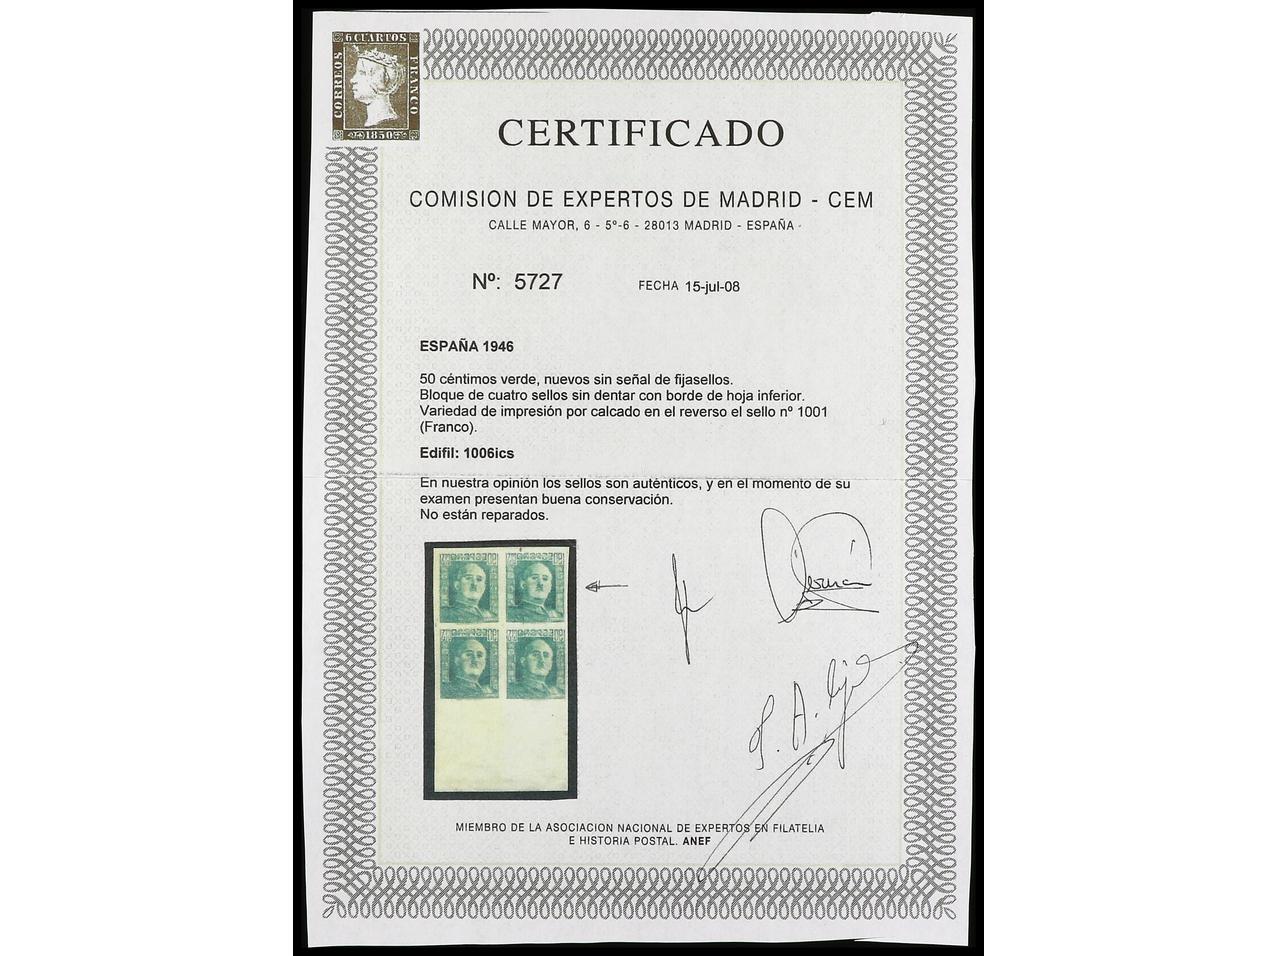 6 CUARTOS
CORREOS
FRANCO
1850
CERTIFICADO
COMISION DE EXPERTOS DE MADRID - CEM
CALLE MAYOR, 6 - 5º-6 - 28013 MADRID - ESPAÑA
Nº: 5727
FECHA 15-jul-08
ESPAÑA 1946
50 céntimos verde, nuevos sin señal de fijasellos.
Bloque de cuatro sellos sin dentar con borde de hoja inferior.
Variedad de impresión por calcado en el reverso el sello nº 1001
(Franco).
Edifil: 1006ics
En nuestra opinión los sellos son auténticos, y en el momento de su
examen presentan buena conservación.
No están reparados.
MIEMBRO DE LA ASOCIACION NACIONAL DE EXPERTOS EN FILATELIA
E HISTORIA POSTAL. ANEF